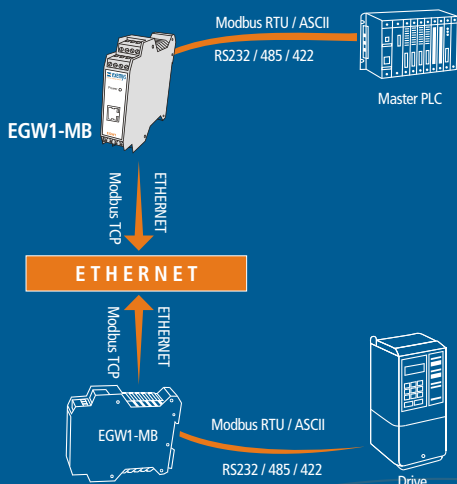 Modbus RTU / ASCII
RS232 / 485 / 422
Master PLC
Power
EGW1-MB
Modbus TCP
ETHERNET
ETHERNET
Modbus TCP
ETHERNET
EGW1-MB
Modbus RTU / ASCII
RS232 / 485 / 422
Drive